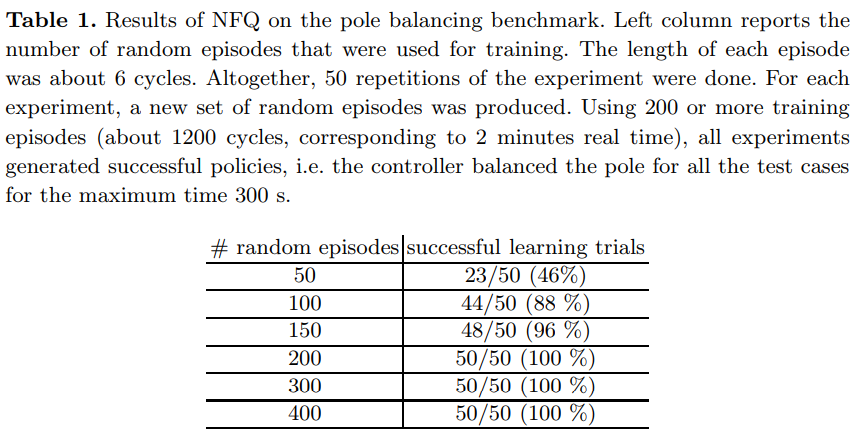 Table 1. Results of NFQ on the pole balancing benchmark. Left column reports the
number of random episodes that were used for training. The length of each episode
was about 6 cycles. Altogether, 50 repetitions of the experiment were done. For each
experiment, a new set of random episodes was produced. Using 200 or more training
episodes (about 1200 cycles, corresponding to 2 minutes real time), all experiments
generated successful policies, i.e. the controller balanced the pole for all the test cases
for the maximum time 300 s.
# random episodes successful learning trials
50 23/50 (46%)
100 44/50 (88 %)
150 48/50 (96 %)
200 50/50 (100 %)
300 50/50 (100 %)
400 50/50 (100 %)